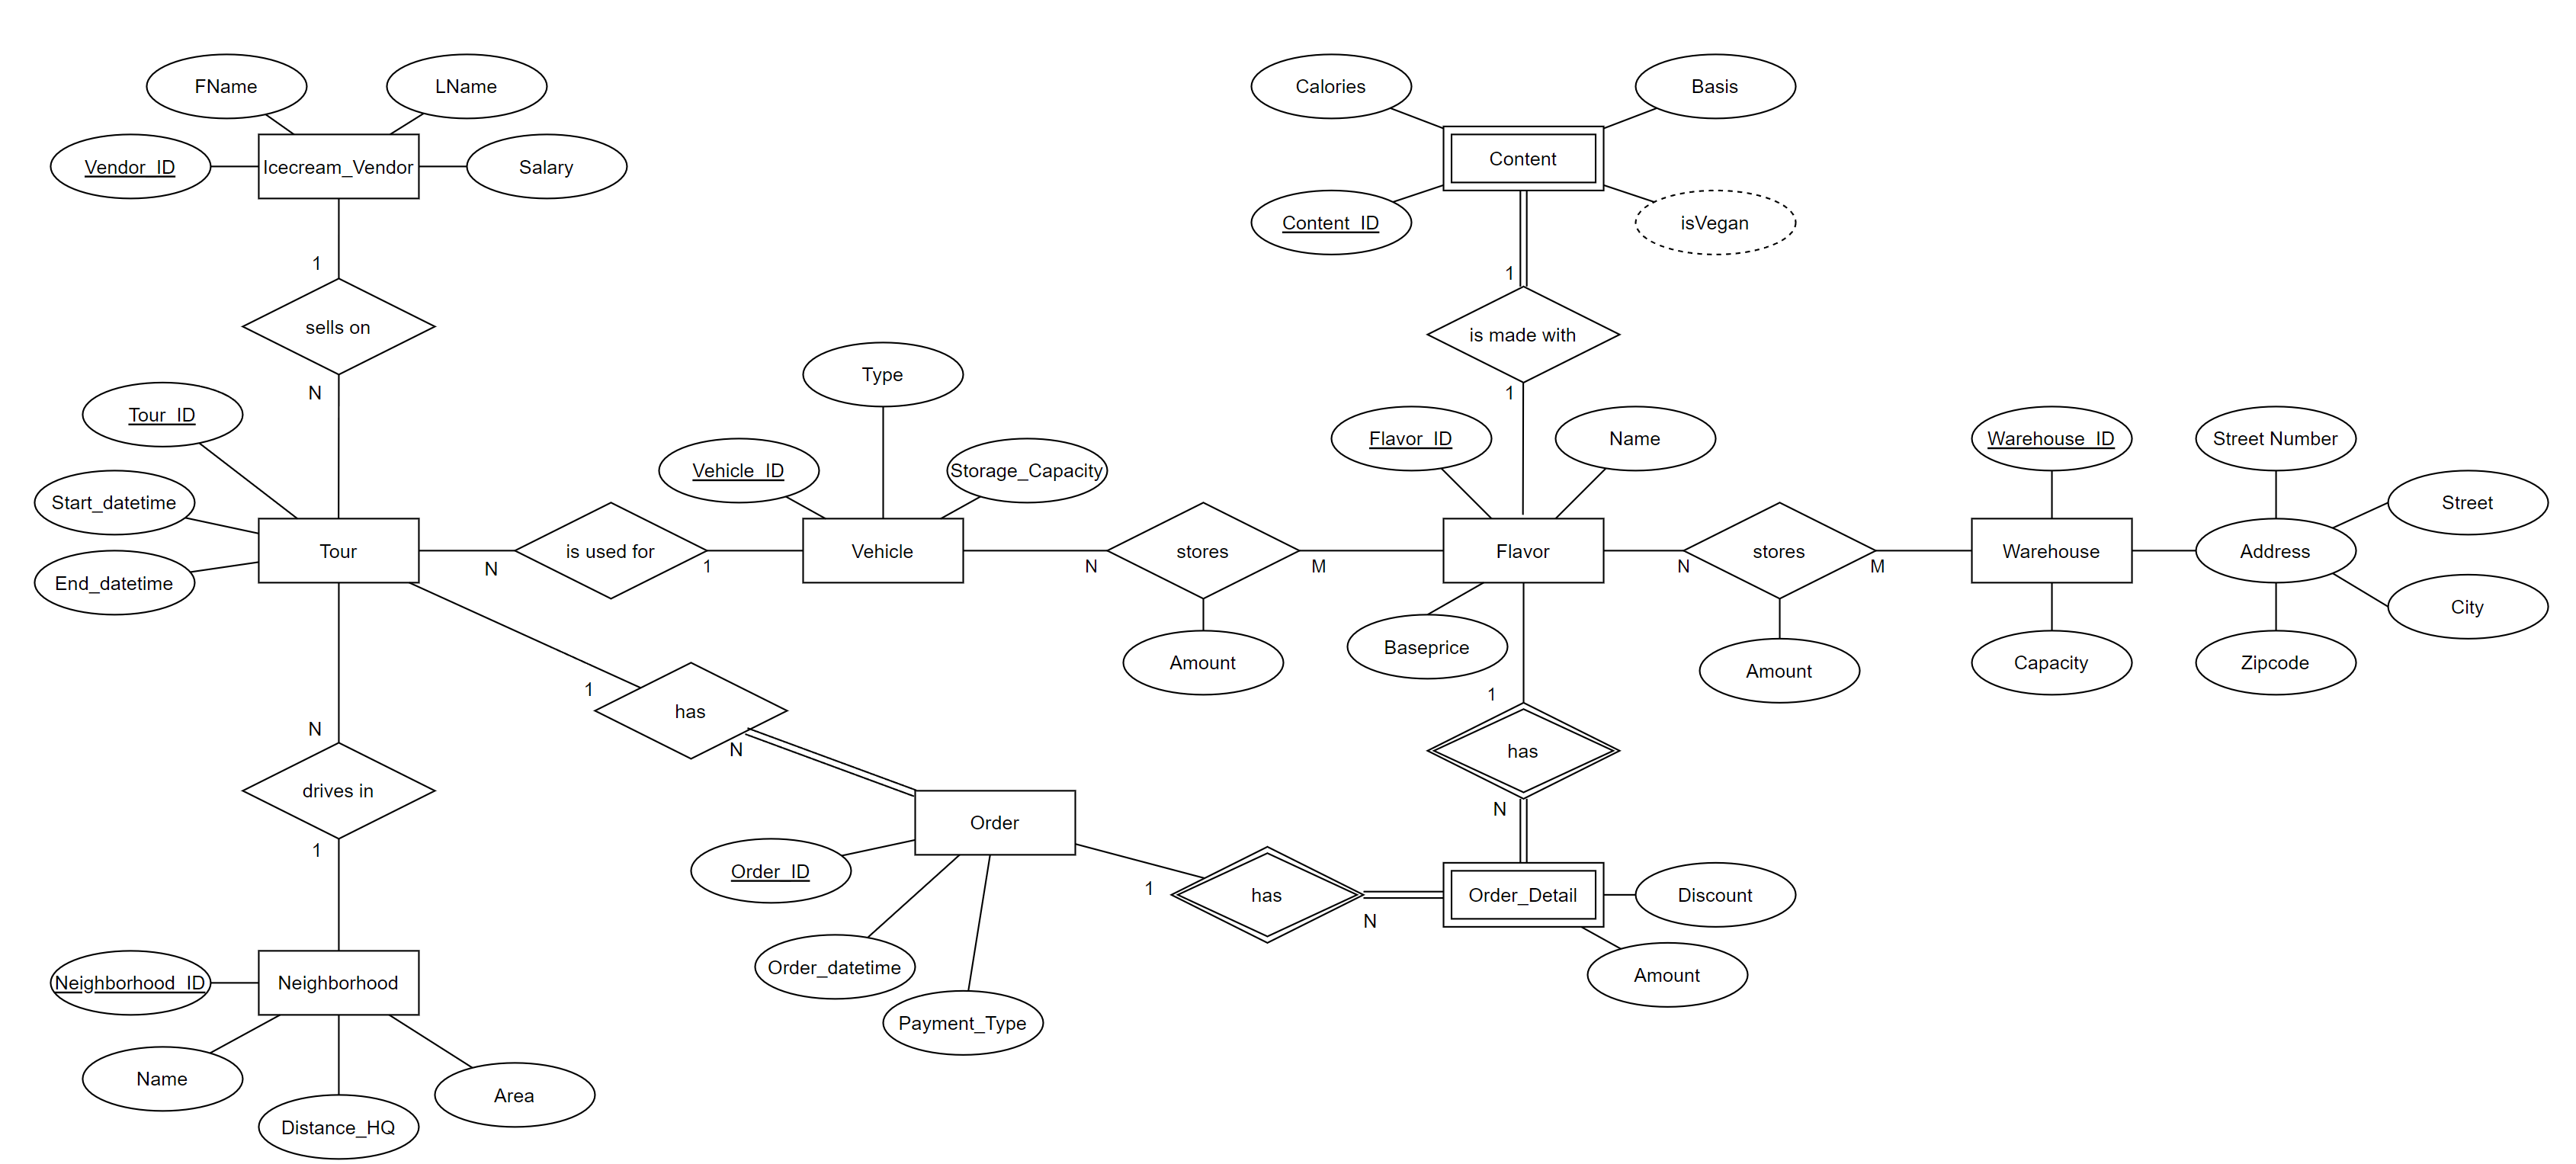 FName
LName
Calories
Basis
Vendor_ID
Icecream_Vendor
Salary
Content
Content_ID
isVegan
1
1
sells on
is made with
N
1
Type
Tour_ID
Vehicle_ID
Storage_Capacity
Flavor_ID
Name
Warehouse_ID
Street Number
Start_datetime
Street
Tour
N
is used for
1
Vehicle
N
stores
M
Flavor
N
stores
M
Warehouse
Address
End_datetime
City
Amount
Baseprice
Amount
Capacity
Zipcode
1
has
N
1
has
N
N
drives in
1
Order
Order_ID
1
has
N
Order_Detail
Discount
Order_datetime
Amount
Neighborhood_ID
Neighborhood
Payment_Type
Name
Distance_HQ
Area